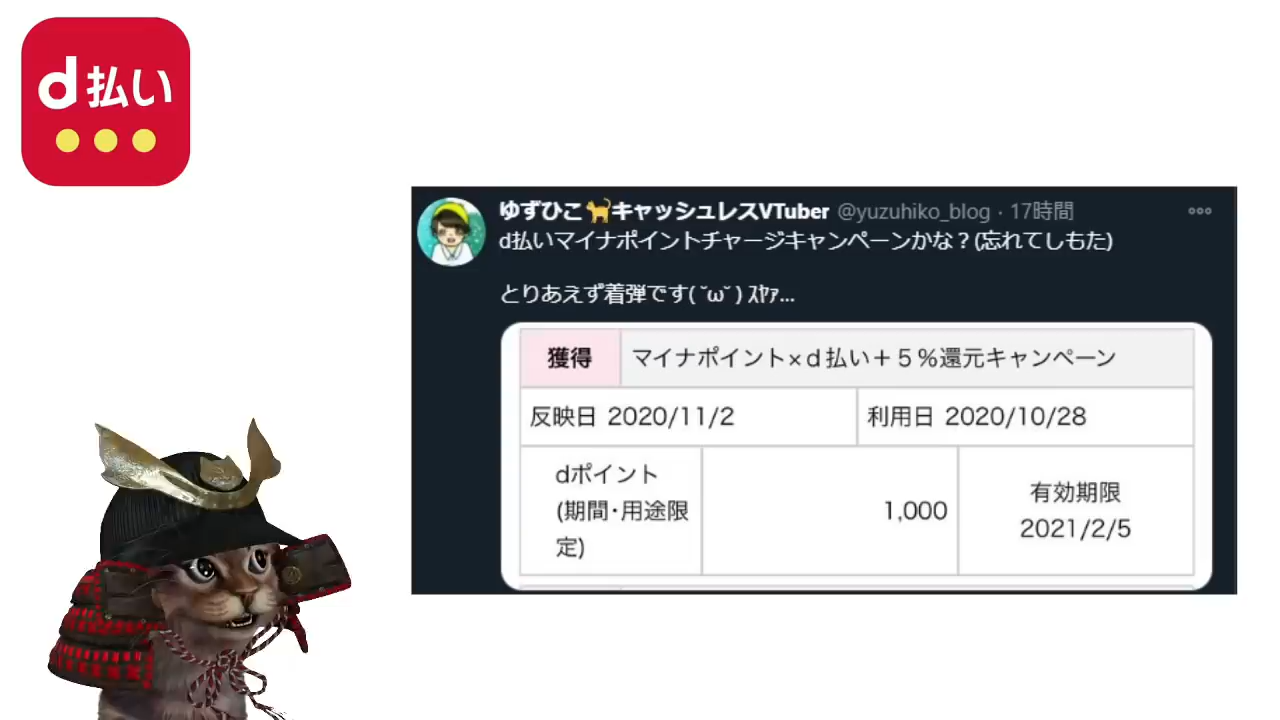 d払い
ゆずひこ🐈キャッシュレスVTuber @yuzuhiko_blog · 17時間
d払いマイナポイントチャージキャンペーンかな？(忘れてしもた)
とりあえず着弾です( ˘ω˘ ) ｽﾔｧ...
獲得 マイナポイント×ｄ払い＋５％還元キャンペーン
反映日 2020/11/2 利用日 2020/10/28
dポイント
(期間･用途限
定)
1,000
有効期限
2021/2/5